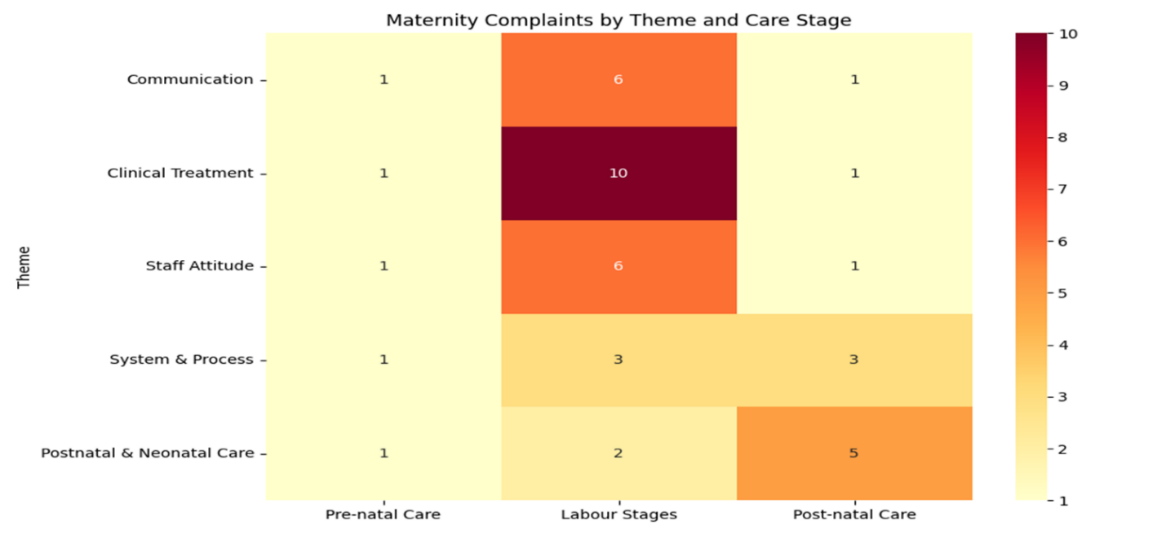 Maternity Complaints by Theme and Care Stage
Theme
Communication 1 6 1
Clinical Treatment 1 10 1
Staff Attitude 1 6 1
System & Process 1 3 3
Postnatal & Neonatal Care 1 2 5
Pre-natal Care Labour Stages Post-natal Care
10
9
8
7
6
5
4
3
2
1